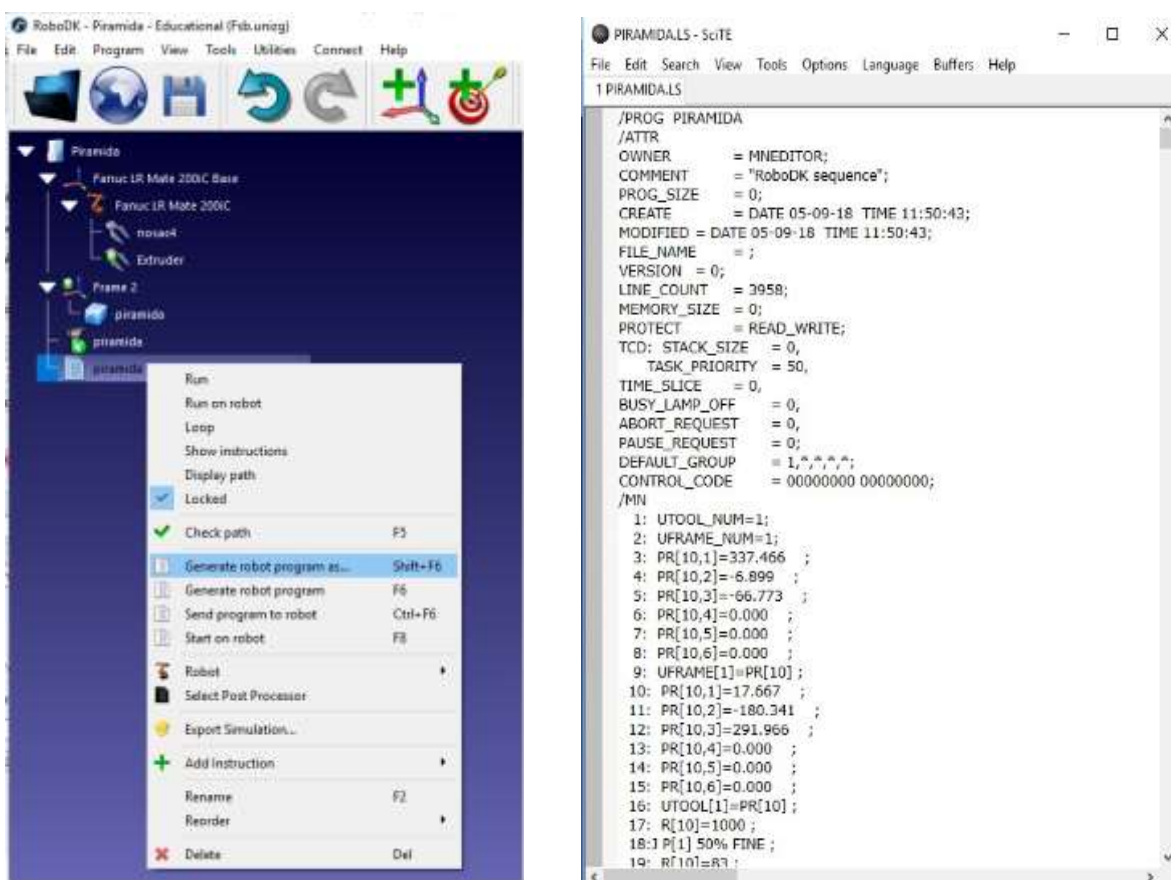 RoboDK - Piramida - Educational (Fsb.unizg)
File Edit Program View Tools Utilities Connect Help
Piramida
Fanuc LR Mate 200iC Base
Fanuc LR Mate 200iC
nosac4
Extruder
Frame 2
piramida
piramida
piramida
Run
Run on robot
Loop
Show instructions
Display path
Locked
Check path F5
Generate robot program as... Shift+F6
Generate robot program F6
Send program to robot Ctrl+F6
Start on robot F8
Robot
Select Post Processor
Export Simulation...
Add Instruction
Rename F2
Reorder
Delete Del
PIRAMIDA.LS - SciTE
File Edit Search View Tools Options Language Buffers Help
1 PIRAMIDA.LS
/PROG PIRAMIDA
/ATTR
OWNER = MNEDITOR;
COMMENT = "RoboDK sequence";
PROG_SIZE = 0;
CREATE = DATE 05-09-18 TIME 11:50:43;
MODIFIED = DATE 05-09-18 TIME 11:50:43;
FILE_NAME = ;
VERSION = 0;
LINE_COUNT = 3958;
MEMORY_SIZE = 0;
PROTECT = READ_WRITE;
TCD: STACK_SIZE = 0,
TASK_PRIORITY = 50,
TIME_SLICE = 0,
BUSY_LAMP_OFF = 0,
ABORT_REQUEST = 0,
PAUSE_REQUEST = 0;
DEFAULT_GROUP = 1,*,*,*,*;
CONTROL_CODE = 00000000 00000000;
/MN
1: UTOOL_NUM=1;
2: UFRAME_NUM=1;
3: PR[10,1]=337.466 ;
4: PR[10,2]=-6.899 ;
5: PR[10,3]=-66.773 ;
6: PR[10,4]=0.000 ;
7: PR[10,5]=0.000 ;
8: PR[10,6]=0.000 ;
9: UFRAME[1]=PR[10] ;
10: PR[10,1]=17.667 ;
11: PR[10,2]=-180.341 ;
12: PR[10,3]=291.966 ;
13: PR[10,4]=0.000 ;
14: PR[10,5]=0.000 ;
15: PR[10,6]=0.000 ;
16: UTOOL[1]=PR[10] ;
17: R[10]=1000 ;
18:J P[1] 50% FINE ;
19: R[10]=83 ;